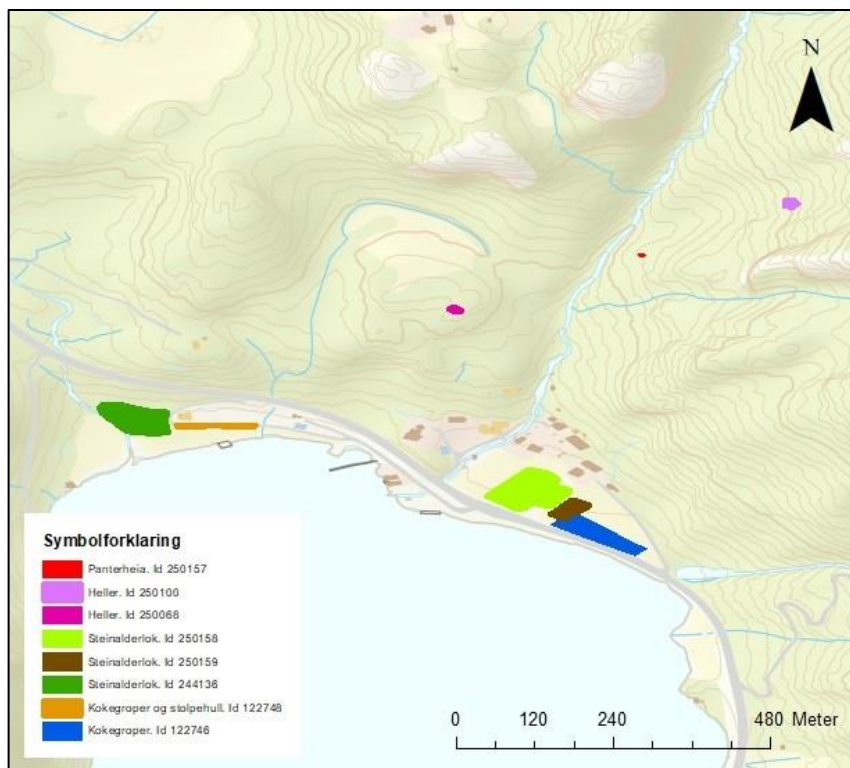 N
Symbolforklaring
Panterheia. Id 250157
Heller. Id 250100
Heller. Id 250068
Steinalderlok. Id 250158
Steinalderlok. Id 250159
Steinalderlok. Id 244136
Kokegroper og stolpehull. Id 122748
Kokegroper. Id 122746
0 120 240 480 Meter